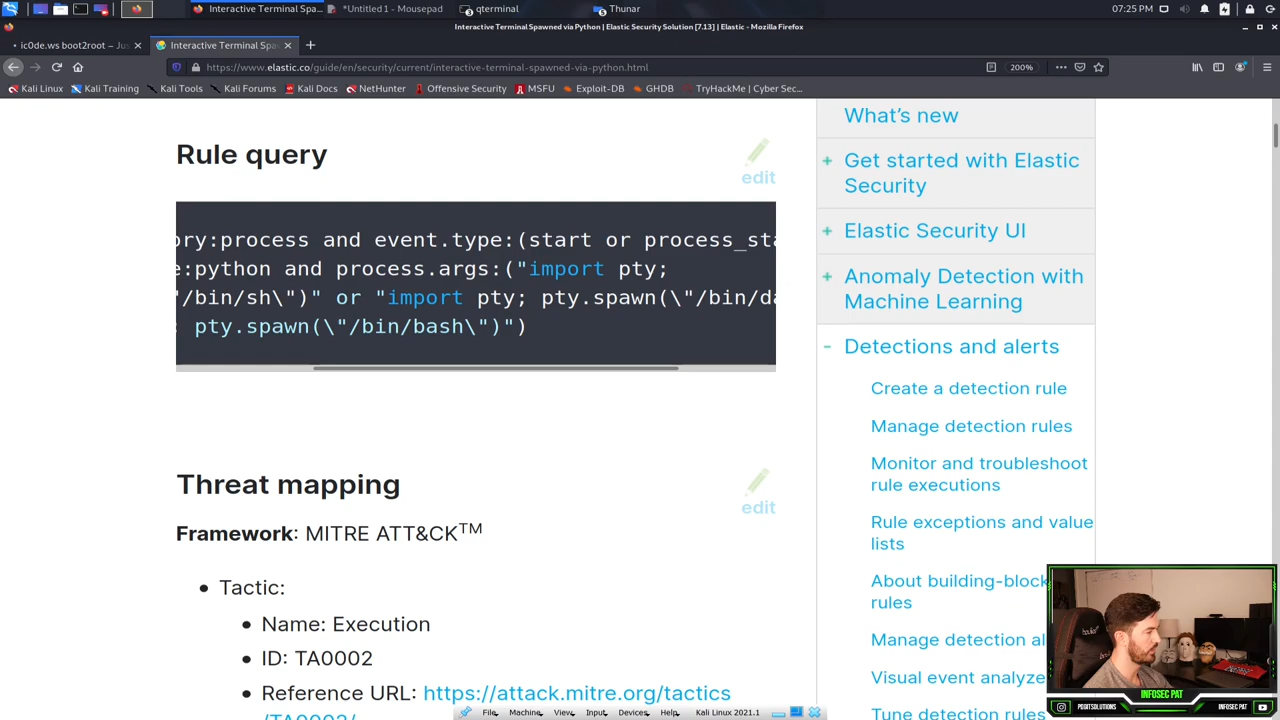 Interactive Terminal Spa...
*Untitled 1 - Mousepad
qterminal
Thunar
07:25 PM
Interactive Terminal Spawned via Python | Elastic Security Solution [7.13] | Elastic - Mozilla Firefox
ic0de.ws boot2root – Jus
Interactive Terminal Spaw
https://www.elastic.co/guide/en/security/current/interactive-terminal-spawned-via-python.html
200%
Kali Linux
Kali Training
Kali Tools
Kali Forums
Kali Docs
NetHunter
Offensive Security
MSFU
Exploit-DB
GHDB
TryHackMe | Cyber Sec...
Rule query
edit
ory:process and event.type:(start or process_sta
e:python and process.args:("import pty;
"/bin/sh\")" or "import pty; pty.spawn(\"/bin/da
; pty.spawn(\"/bin/bash\")")
Threat mapping
edit
Framework: MITRE ATT&CK™
• Tactic:
• Name: Execution
• ID: TA0002
• Reference URL: https://attack.mitre.org/tactics
/TA0002/
What's new
+ Get started with Elastic
Security
+ Elastic Security UI
+ Anomaly Detection with
Machine Learning
- Detections and alerts
Create a detection rule
Manage detection rules
Monitor and troubleshoot
rule executions
Rule exceptions and value
lists
About building-block
rules
Manage detection al
Visual event analyze
Tune detection rules
File
Machine
View
Input
Devices
Help
Kali Linux 2021.1
INFOSEC PAT
PGITSOLUTIONS
INFOSEC PAT